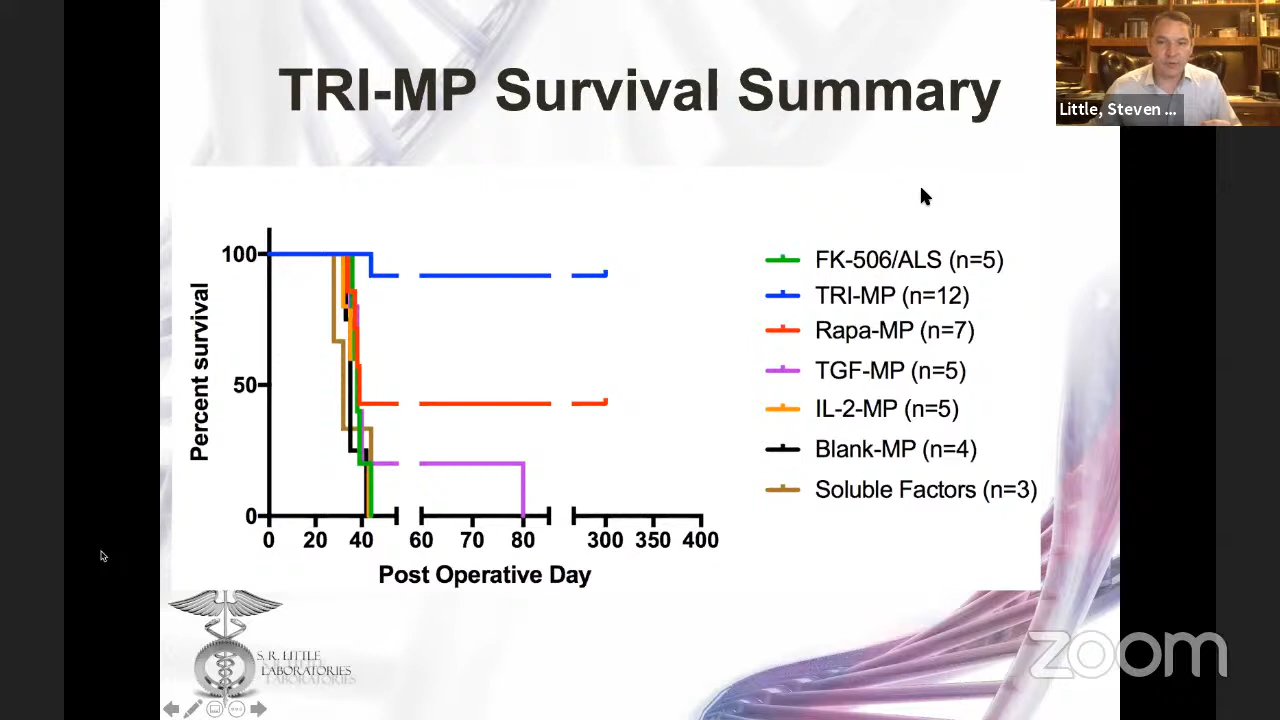 TRI-MP Survival Summary
Little, Steven ...
Percent survival
100
50
0
0 20 40 60 70 80 300 350 400
Post Operative Day
FK-506/ALS (n=5)
TRI-MP (n=12)
Rapa-MP (n=7)
TGF-MP (n=5)
IL-2-MP (n=5)
Blank-MP (n=4)
Soluble Factors (n=3)
S. R. LITTLE
LABORATORIES
zoom